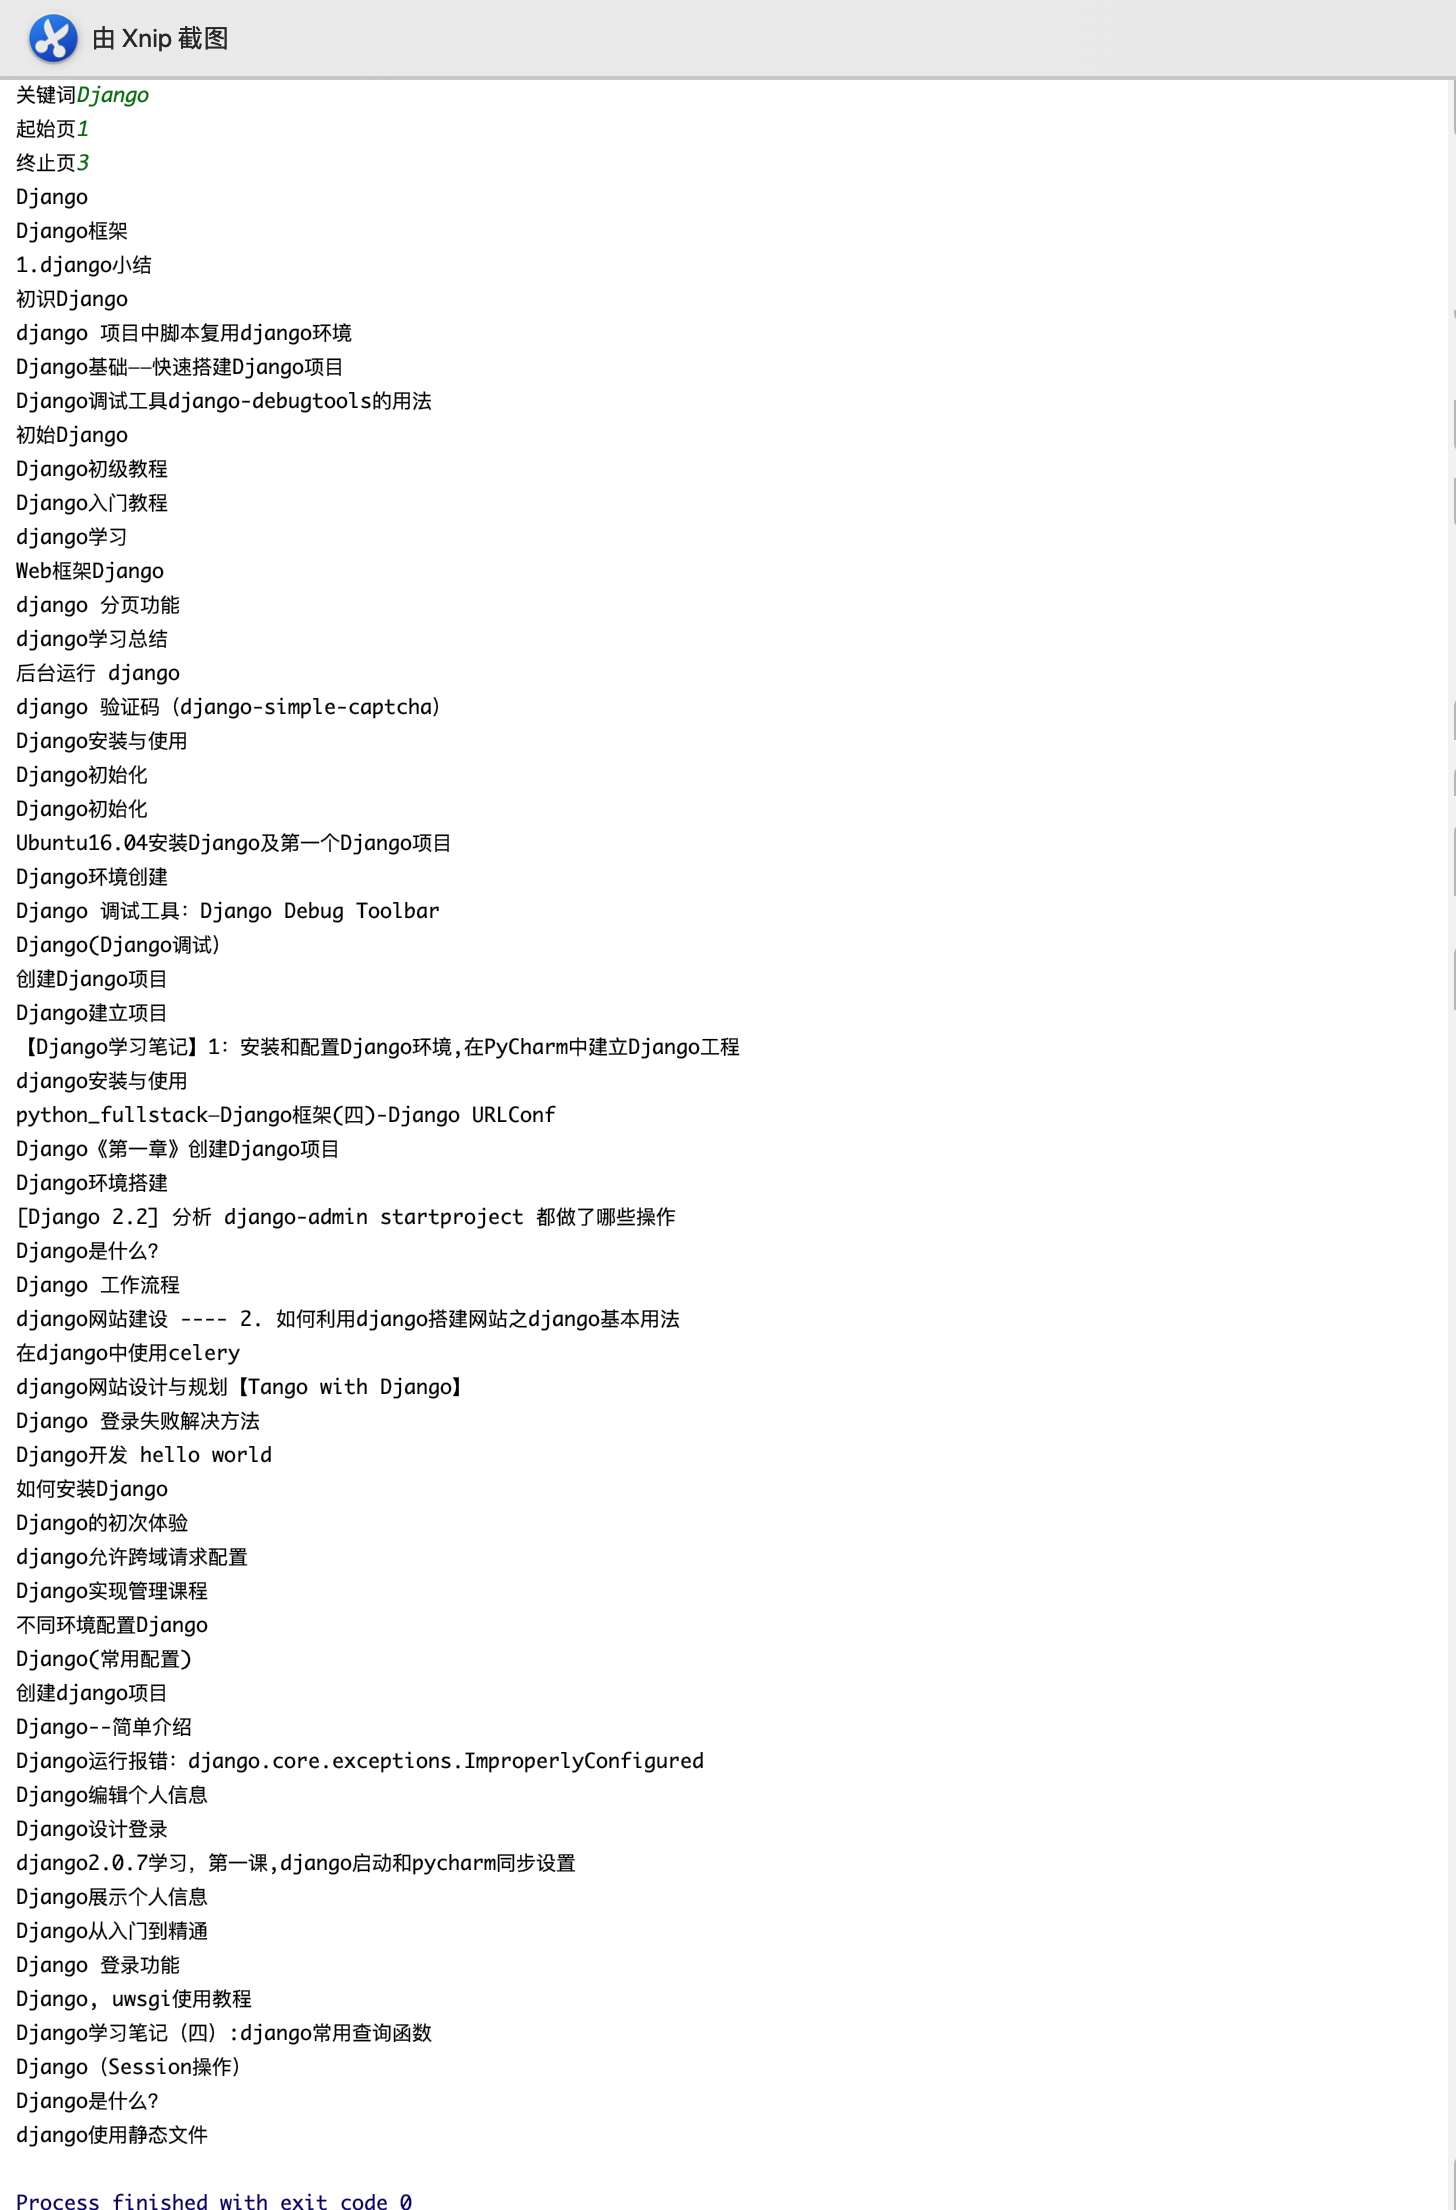 由 Xnip 截图
关键词Django
起始页1
终止页3
Django
Django框架
1.django小结
初识Django
django 项目中脚本复用django环境
Django基础——快速搭建Django项目
Django调试工具django-debugtools的用法
初始Django
Django初级教程
Django入门教程
django学习
Web框架Django
django 分页功能
django学习总结
后台运行 django
django 验证码（django-simple-captcha）
Django安装与使用
Django初始化
Django初始化
Ubuntu16.04安装Django及第一个Django项目
Django环境创建
Django 调试工具：Django Debug Toolbar
Django(Django调试）
创建Django项目
Django建立项目
【Django学习笔记】1：安装和配置Django环境,在PyCharm中建立Django工程
django安装与使用
python_fullstack—Django框架(四)-Django URLConf
Django《第一章》创建Django项目
Django环境搭建
[Django 2.2] 分析 django-admin startproject 都做了哪些操作
Django是什么？
Django 工作流程
django网站建设 ---- 2. 如何利用django搭建网站之django基本用法
在django中使用celery
django网站设计与规划【Tango with Django】
Django 登录失败解决方法
Django开发 hello world
如何安装Django
Django的初次体验
django允许跨域请求配置
Django实现管理课程
不同环境配置Django
Django(常用配置)
创建django项目
Django--简单介绍
Django运行报错：django.core.exceptions.ImproperlyConfigured
Django编辑个人信息
Django设计登录
django2.0.7学习，第一课,django启动和pycharm同步设置
Django展示个人信息
Django从入门到精通
Django 登录功能
Django, uwsgi使用教程
Django学习笔记（四）:django常用查询函数
Django（Session操作）
Django是什么？
django使用静态文件
Process finished with exit code 0